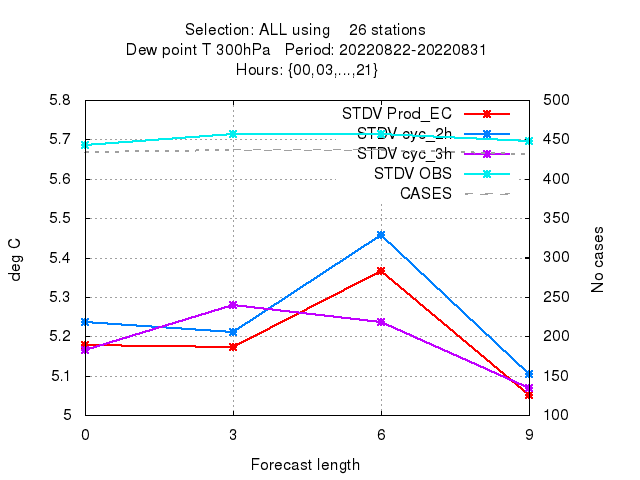 Selection: ALL using    26 stations
Dew point T 300hPa   Period: 20220822-20220831
Hours: {00,03,...,21}
5.8
5.7
5.6
5.5
5.4
5.3
5.2
5.1
5
deg C
STDV Prod_EC
STDV cyc_2h
STDV cyc_3h
STDV OBS
CASES
500
450
400
350
300
250
200
150
100
No cases
0 3 6 9
Forecast length